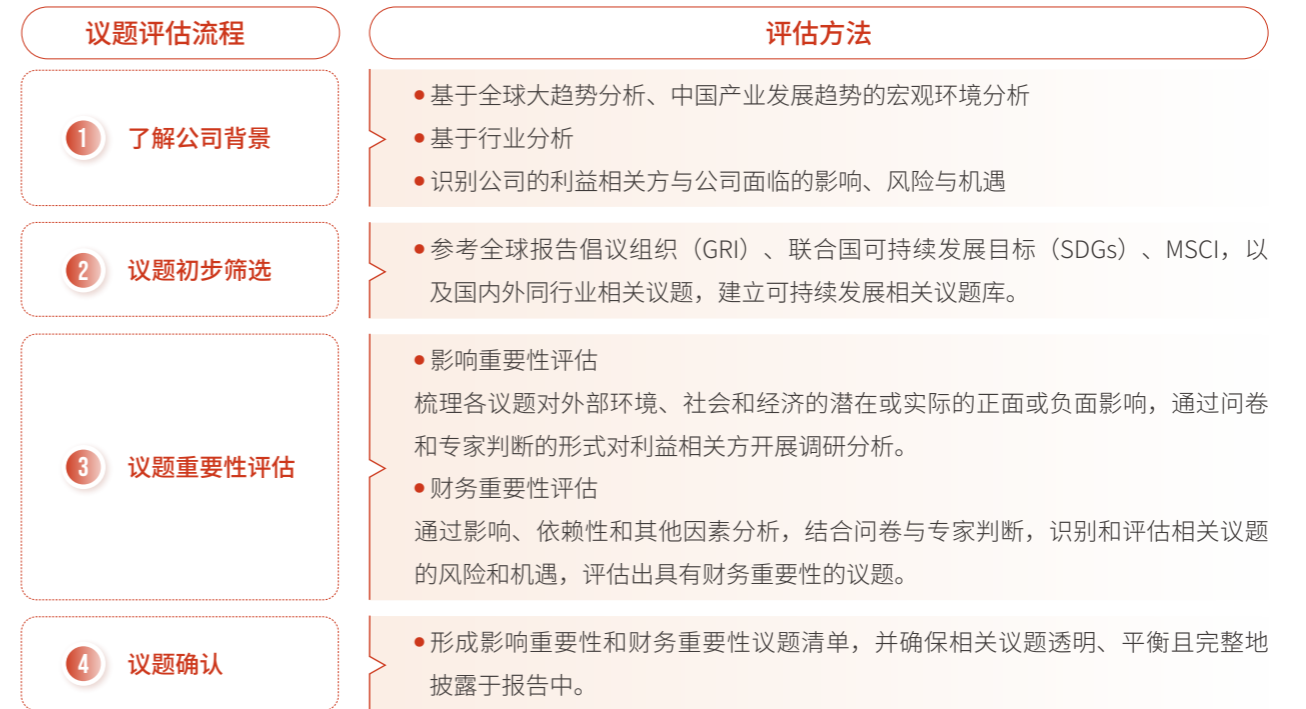 议题评估流程
评估方法
1
了解公司背景
●基于全球大趋势分析、中国产业发展趋势的宏观环境分析
●基于行业分析
●识别公司的利益相关方与公司面临的影响、风险与机遇
2
议题初步筛选
●参考全球报告倡议组织（GRI）、联合国可持续发展目标（SDGs）、MSCI，以
及国内外同行业相关议题，建立可持续发展相关议题库。
3
议题重要性评估
●影响重要性评估
梳理各议题对外部环境、社会和经济的潜在或实际的正面或负面影响，通过问卷
和专家判断的形式对利益相关方开展调研分析。
●财务重要性评估
通过影响、依赖性和其他因素分析，结合问卷与专家判断，识别和评估相关议题
的风险和机遇，评估出具有财务重要性的议题。
4
议题确认
●形成影响重要性和财务重要性议题清单，并确保相关议题透明、平衡且完整地
披露于报告中。